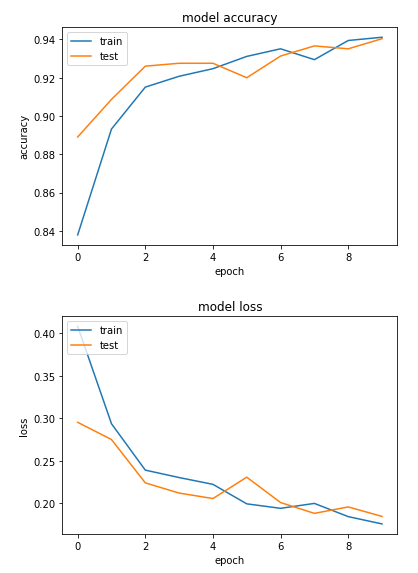 model accuracy
train
test
0.94
0.92
0.90
0.88
0.86
0.84
accuracy
0 2 4 6 8
epoch
model loss
train
test
0.40
0.35
0.30
0.25
0.20
loss
0 2 4 6 8
epoch